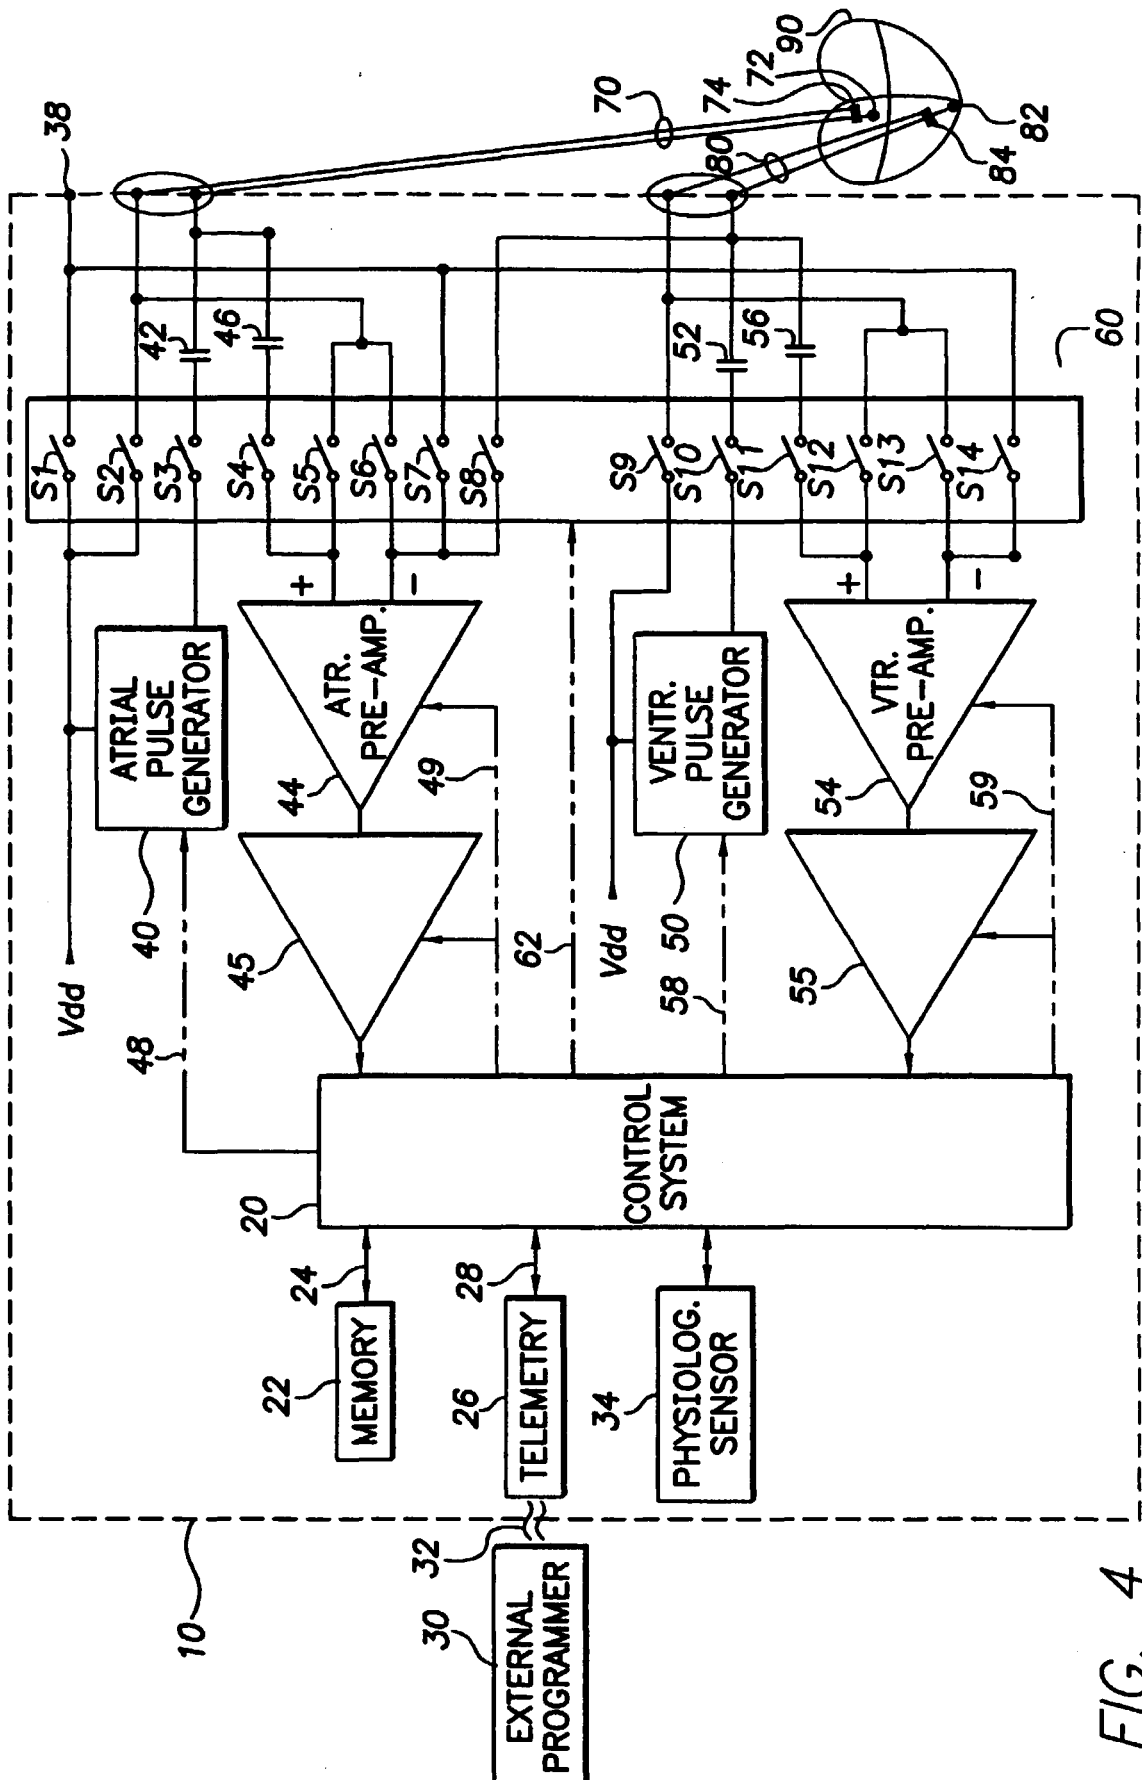 38
Vdd
48
40
ATRIAL
PULSE
GENERATOR
S1
S2
S3
S4
S5
S6
S7
S8
42
46
70
74
72
90
44
ATR.
PRE-AMP.
+
−
45
49
62
20
CONTROL
SYSTEM
24
22
MEMORY
28
26
TELEMETRY
34
PHYSIOLOG.
SENSOR
32
30
EXTERNAL
PROGRAMMER
10
Vdd
58
50
VENTR.
PULSE
GENERATOR
S9
S10
S11
S12
S13
S14
52
56
60
80
84
82
54
VTR.
PRE-AMP.
+
−
55
59
FIG. 4